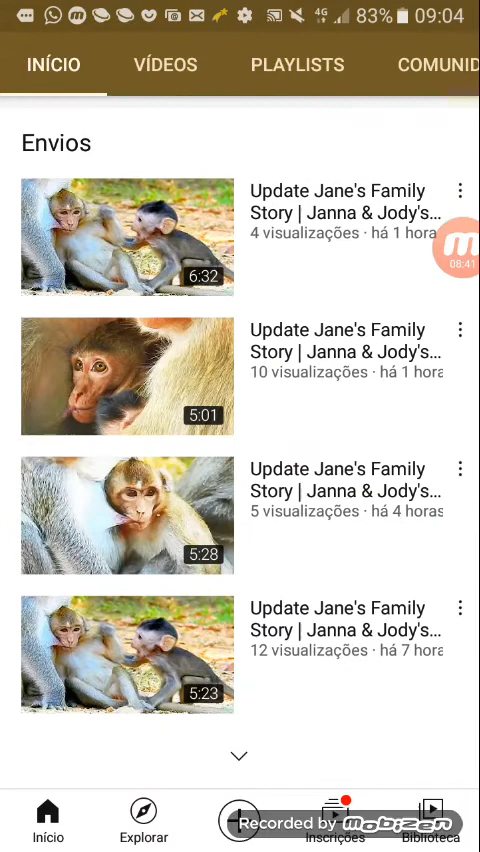 4G 83% 09:04
INÍCIO VÍDEOS PLAYLISTS COMUNID
Envios
6:32
Update Jane's Family
Story | Janna & Jody's...
4 visualizações · há 1 hora
m
08:41
5:01
Update Jane's Family
Story | Janna & Jody's...
10 visualizações · há 1 hora
5:28
Update Jane's Family
Story | Janna & Jody's...
5 visualizações · há 4 horas
5:23
Update Jane's Family
Story | Janna & Jody's...
12 visualizações · há 7 hora
Recorded by mobizen
Início Explorar Inscrições Biblioteca